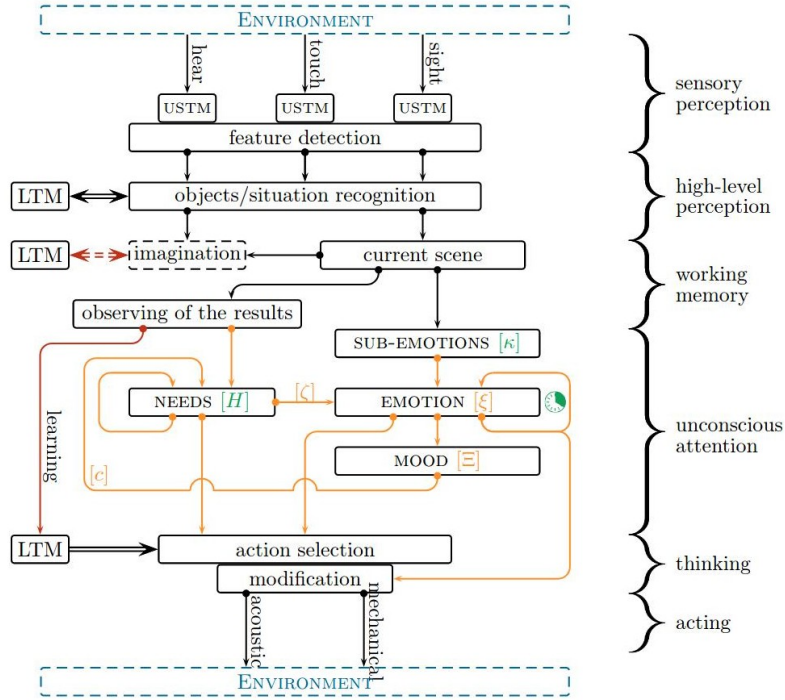 ENVIRONMENT
hear
touch
sight
USTM
USTM
USTM
sensory
perception
feature detection
LTM
objects/situation recognition
high-level
perception
LTM
imagination
current scene
working
memory
observing of the results
SUB-EMOTIONS [κ]
learning
NEEDS [H]
[ζ]
EMOTION [ξ]
unconscious
attention
MOOD [Ξ]
[c]
LTM
action selection
thinking
modification
acoustic
mechanical
acting
ENVIRONMENT